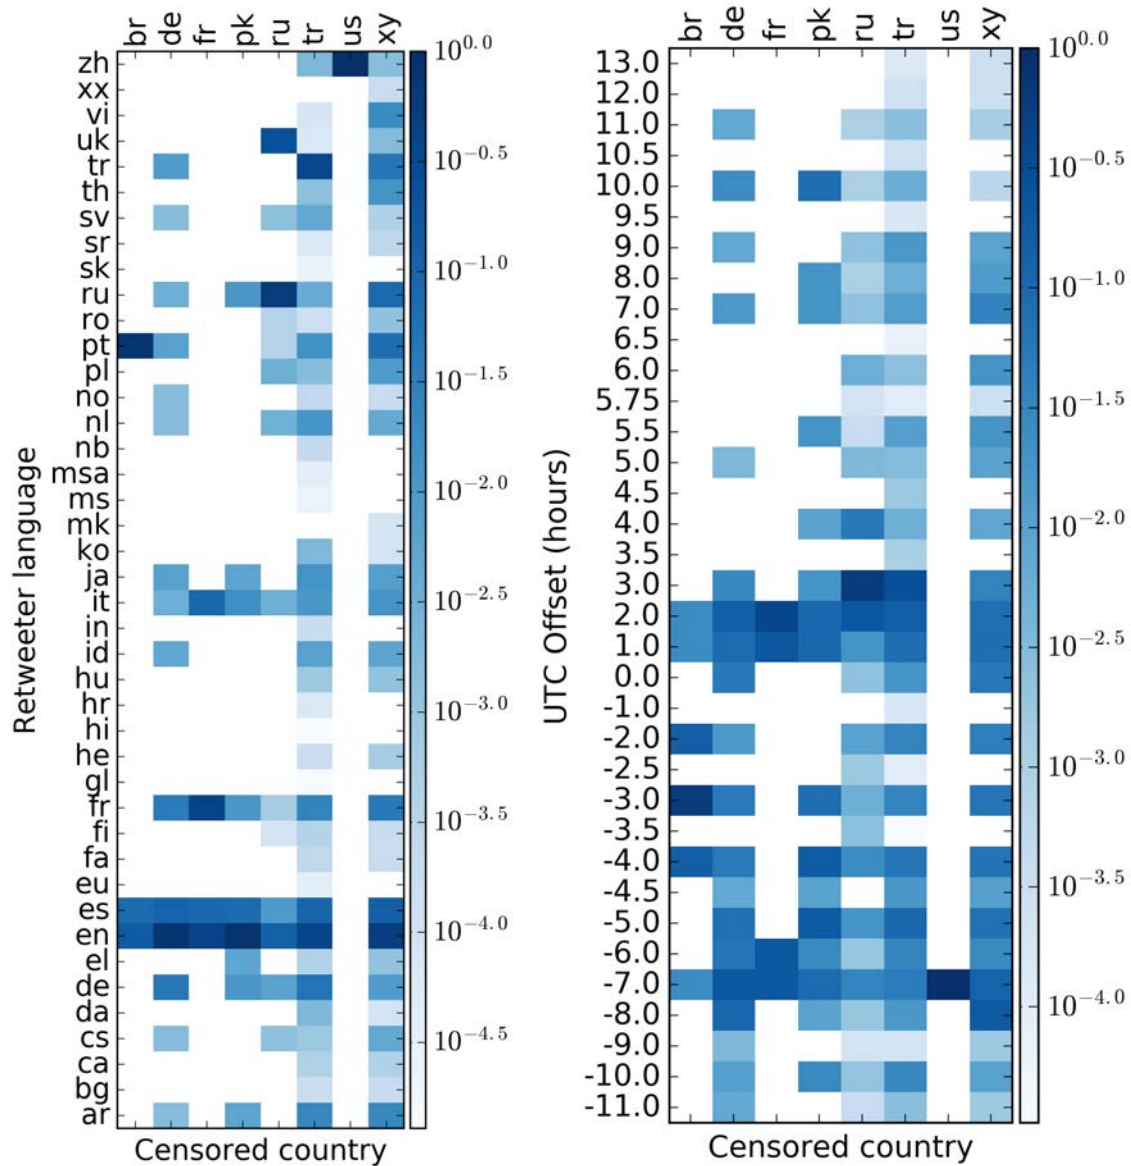 br de fr pk ru tr us xy
zh
xx
vi
uk
tr
th
sv
sr
sk
ru
ro
pt
pl
no
nl
nb
msa
ms
mk
ko
ja
it
in
id
hu
hr
hi
he
gl
fr
fi
fa
eu
es
en
el
de
da
cs
ca
bg
ar
Retweeter language
Censored country
10^0.0
10^−0.5
10^−1.0
10^−1.5
10^−2.0
10^−2.5
10^−3.0
10^−3.5
10^−4.0
10^−4.5
br de fr pk ru tr us xy
13.0
12.0
11.0
10.5
10.0
9.5
9.0
8.0
7.0
6.5
6.0
5.75
5.5
5.0
4.5
4.0
3.5
3.0
2.0
1.0
0.0
-1.0
-2.0
-2.5
-3.0
-3.5
-4.0
-4.5
-5.0
-6.0
-7.0
-8.0
-9.0
-10.0
-11.0
UTC Offset (hours)
Censored country
10^0.0
10^−0.5
10^−1.0
10^−1.5
10^−2.0
10^−2.5
10^−3.0
10^−3.5
10^−4.0